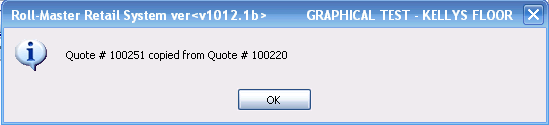 Roll-Master Retail System ver<v1012.1b> GRAPHICAL TEST - KELLYS FLOOR
Quote # 100251 copied from Quote # 100220
OK